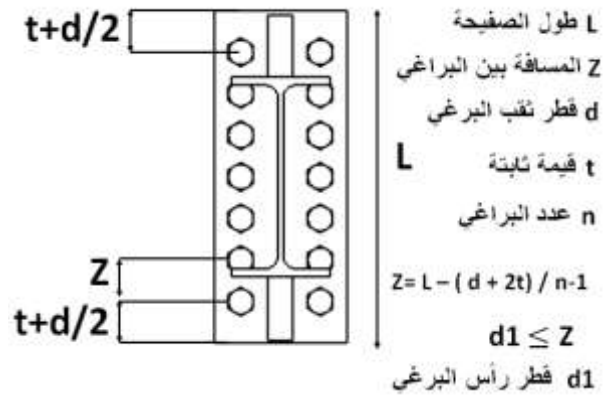 t+d/2
L طول الصفيحة
Z المسافة بين البراغي
d قطر ثقب البرغي
L
t قيمة ثابتة
n عدد البراغي
Z
Z= L – ( d + 2t) / n-1
t+d/2
d1 ≤ Z
d1 قطر رأس البرغي